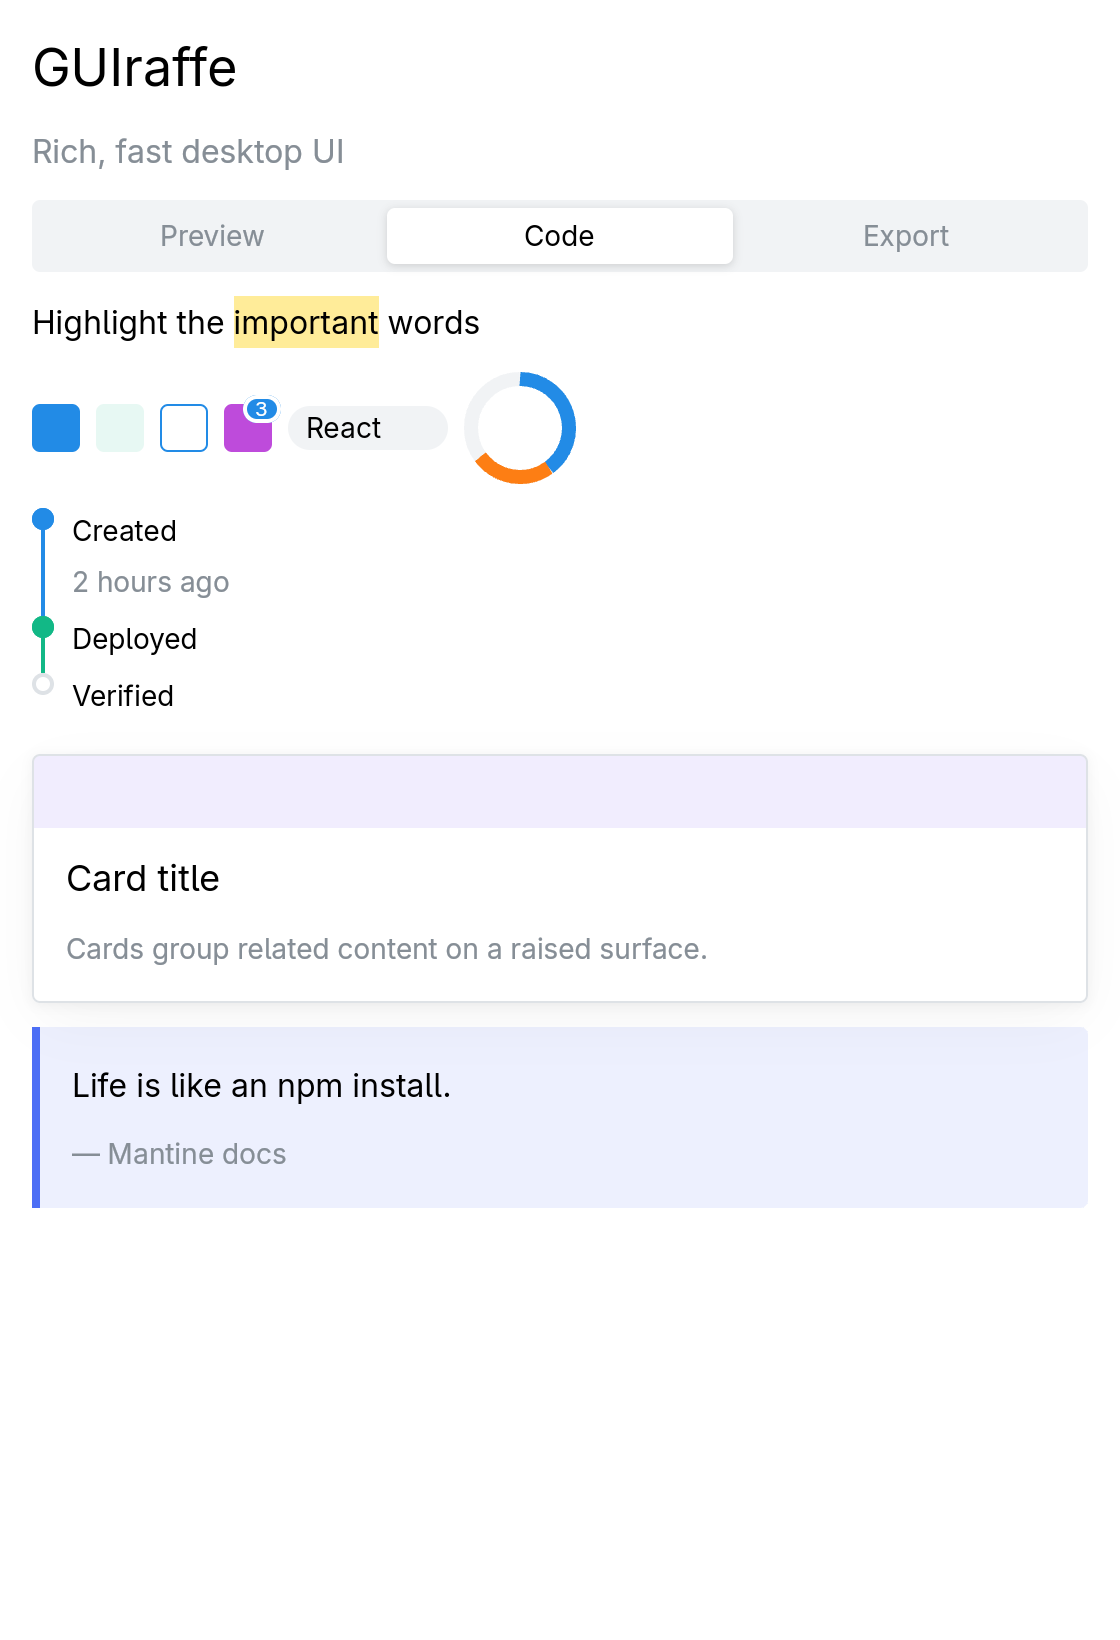 GUIraffe
Rich, fast desktop UI
Preview Code Export
Highlight the important words
3
React
Created
2 hours ago
Deployed
Verified
Card title
Cards group related content on a raised surface.
Life is like an npm install.
— Mantine docs